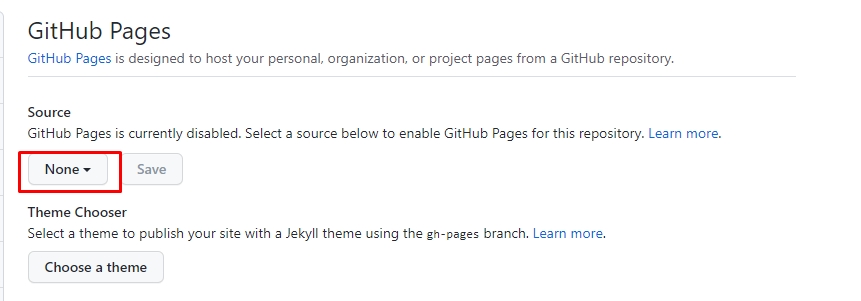 GitHub Pages
GitHub Pages is designed to host your personal, organization, or project pages from a GitHub repository.
Source
GitHub Pages is currently disabled. Select a source below to enable GitHub Pages for this repository. Learn more.
None Save
Theme Chooser
Select a theme to publish your site with a Jekyll theme using the gh-pages branch. Learn more.
Choose a theme